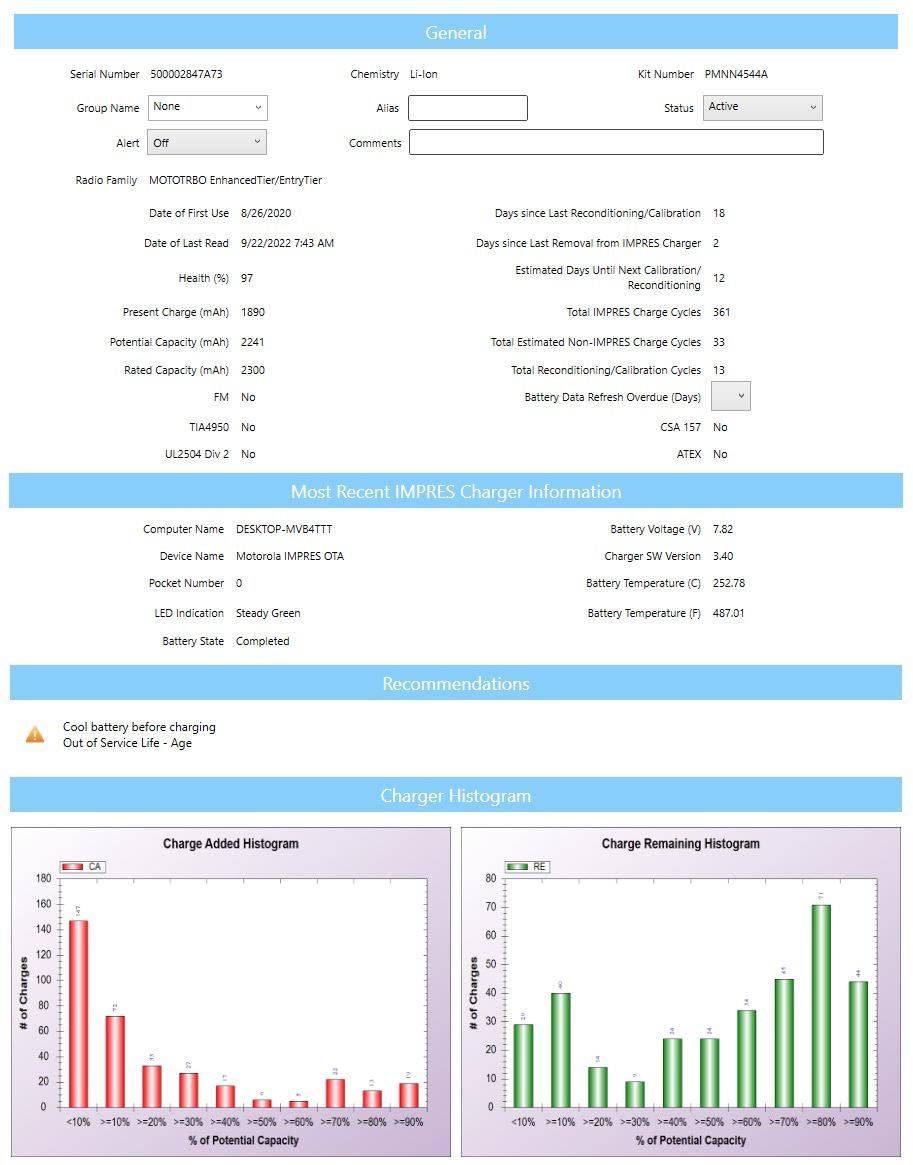 General
Serial Number 500002847A73 Chemistry Li-Ion Kit Number PMNN4544A
Group Name None Alias Status Active
Alert Off Comments
Radio Family MOTOTRBO EnhancedTier/EntryTier
Date of First Use 8/26/2020 Days since Last Reconditioning/Calibration 18
Date of Last Read 9/22/2022 7:43 AM Days since Last Removal from IMPRES Charger 2
Health (%) 97 Estimated Days Until Next Calibration/
Reconditioning 12
Present Charge (mAh) 1890 Total IMPRES Charge Cycles 361
Potential Capacity (mAh) 2241 Total Estimated Non-IMPRES Charge Cycles 33
Rated Capacity (mAh) 2300 Total Reconditioning/Calibration Cycles 13
FM No Battery Data Refresh Overdue (Days)
TIA4950 No CSA 157 No
UL2504 Div 2 No ATEX No
Most Recent IMPRES Charger Information
Computer Name DESKTOP-MVB4TTT Battery Voltage (V) 7.82
Device Name Motorola IMPRES OTA Charger SW Version 3.40
Pocket Number 0 Battery Temperature (C) 252.78
LED Indication Steady Green Battery Temperature (F) 487.01
Battery State Completed
Recommendations
Cool battery before charging
Out of Service Life - Age
Charger Histogram
Charge Added Histogram
CA
# of Charges
180
160
140
120
100
80
60
40
20
0
147 72 33 27 17 6 5 22 13 19
<10% >=10% >=20% >=30% >=40% >=50% >=60% >=70% >=80% >=90%
% of Potential Capacity
Charge Remaining Histogram
RE
# of Charges
80
70
60
50
40
30
20
10
0
29 40 14 9 24 24 34 45 71 44
<10% >=10% >=20% >=30% >=40% >=50% >=60% >=70% >=80% >=90%
% of Potential Capacity